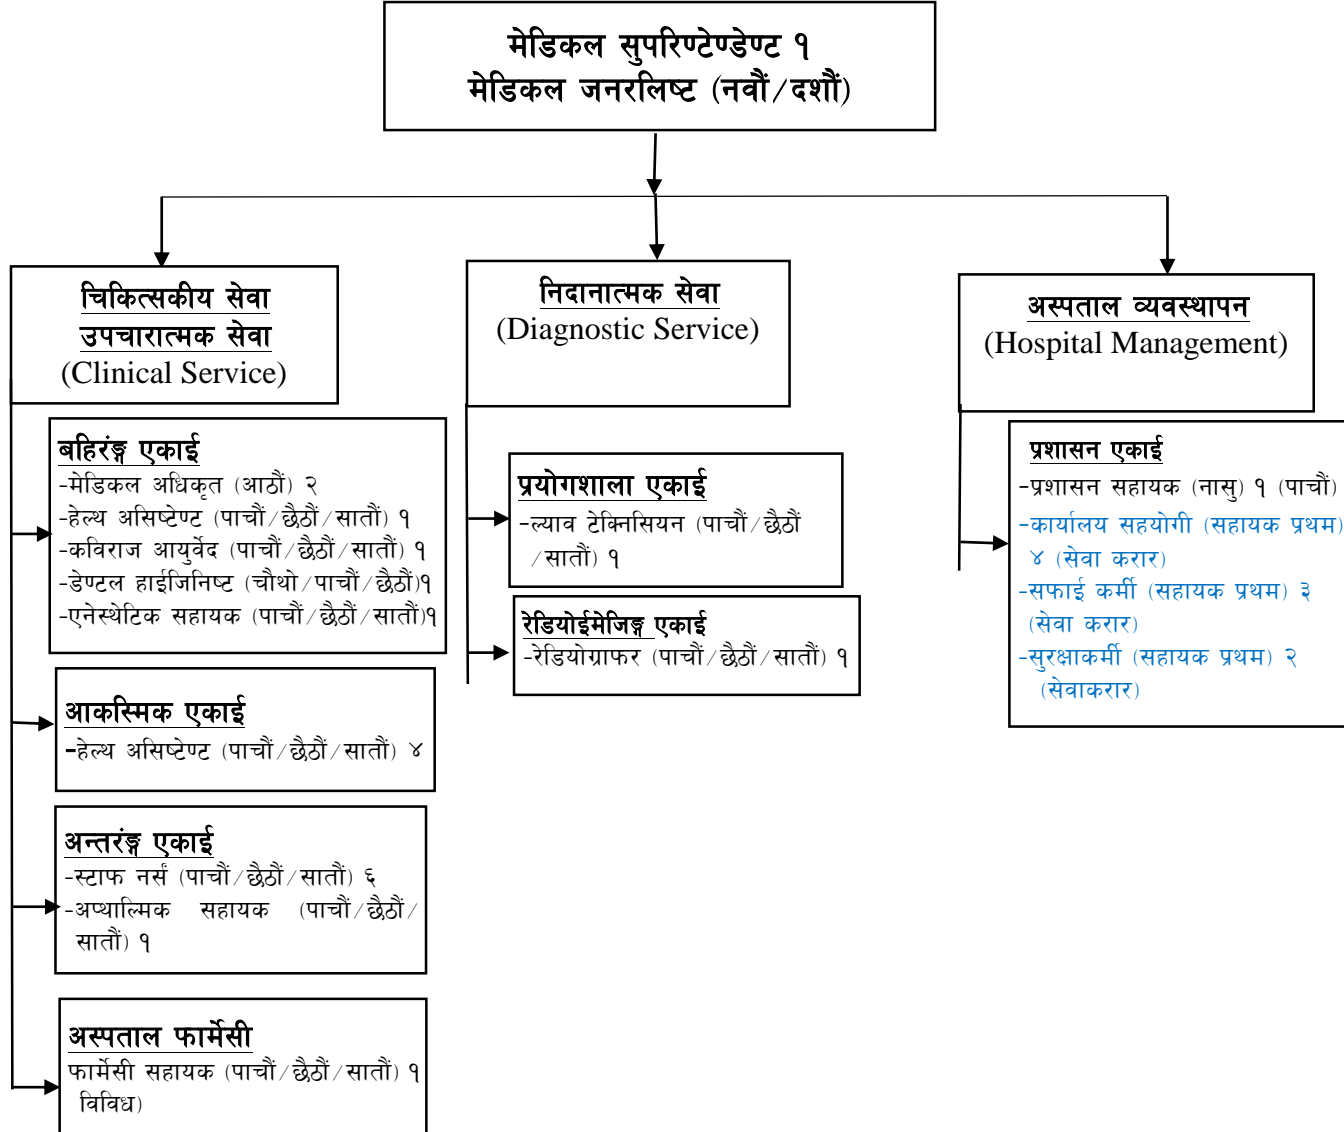 मेडिकल सुपरिण्टेण्डेण्ट १
मेडिकल जनरलिष्ट (नवौं/दशौं)
चिकित्सकीय सेवा
उपचारात्मक सेवा
(Clinical Service)
बहिरंङ्ग एकाई
-मेडिकल अधिकृत (आठौं) २
-हेल्थ असिष्टेण्ट (पाचौं/छैठौं/सातौं) १
-कविराज आयुर्वेद (पाचौं/छैठौं/सातौं) १
-डेण्टल हाईजिनिष्ट (चौथो/पाचौं/छैठौं)१
-एनेस्थेटिक सहायक (पाचौं/छैठौं/सातौं)१
आकस्मिक एकाई
-हेल्थ असिष्टेण्ट (पाचौं/छैठौं/सातौं) ४
अन्तरंङ्ग एकाई
-स्टाफ नर्स (पाचौं/छैठौं/सातौं) ६
-अप्थाल्मिक सहायक (पाचौं/छैठौं/
सातौं) १
अस्पताल फार्मेसी
फार्मेसी सहायक (पाचौं/छैठौं/सातौं) १
विविध)
निदानात्मक सेवा
(Diagnostic Service)
प्रयोगशाला एकाई
-ल्याव टेक्निसियन (पाचौं/छैठौं
/सातौं) १
रेडियोईमेजिङ्ग एकाई
-रेडियोग्राफर (पाचौं/छैठौं/सातौं) १
अस्पताल व्यवस्थापन
(Hospital Management)
प्रशासन एकाई
-प्रशासन सहायक (नासु) १ (पाचौं)
-कार्यालय सहयोगी (सहायक प्रथम)
४ (सेवा करार)
-सफाई कर्मी (सहायक प्रथम) ३
(सेवा करार)
-सुरक्षाकर्मी (सहायक प्रथम) २
(सेवाकरार)